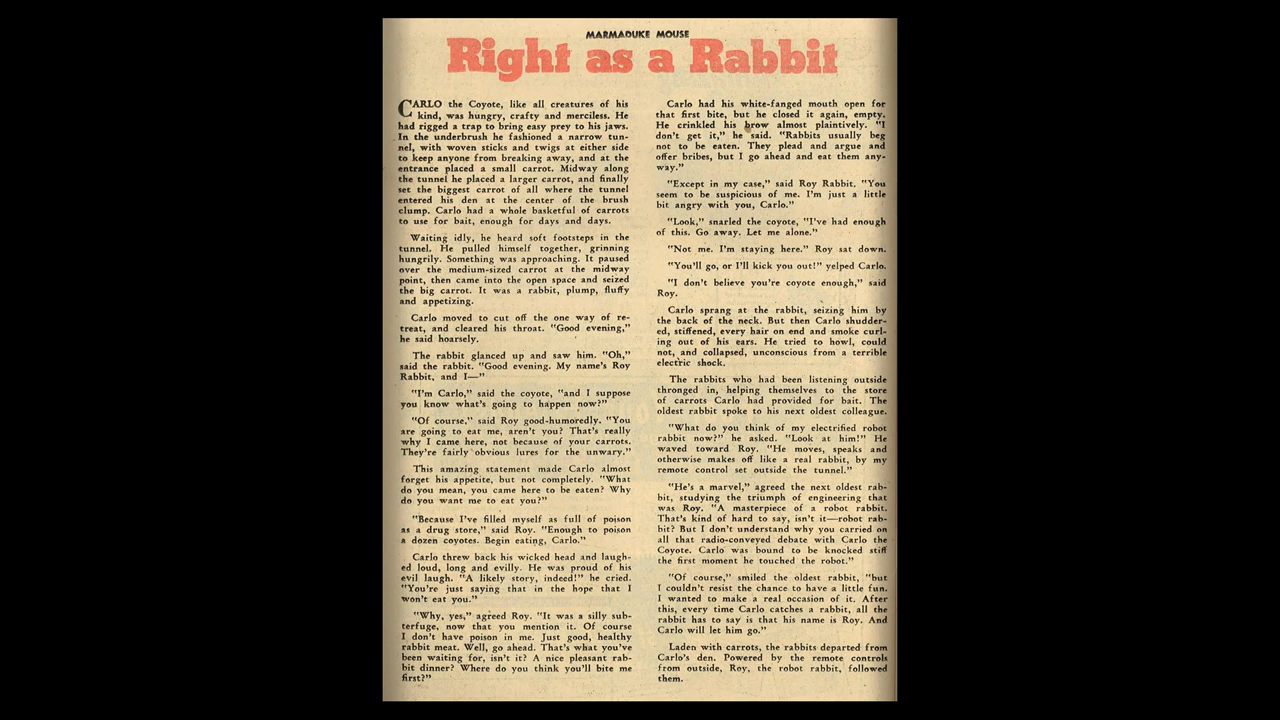 MARMADUKE MOUSE
Right as a Rabbit
CARLO the Coyote, like all creatures of his
kind, was hungry, crafty and merciless. He
had rigged a trap to bring easy prey to his jaws.
In the underbrush he fashioned a narrow tun-
nel, with woven sticks and twigs at either side
to keep anyone from breaking away, and at the
entrance placed a small carrot. Midway along
the tunnel he placed a larger carrot, and finally
set the biggest carrot of all where the tunnel
entered his den at the center of the brush
clump. Carlo had a whole basketful of carrots
to use for bait, enough for days and days.
Waiting idly, he heard soft footsteps in the
tunnel. He pulled himself together, grinning
hungrily. Something was approaching. It paused
over the medium-sized carrot at the midway
point, then came into the open space and seized
the big carrot. It was a rabbit, plump, fluffy
and appetizing.
Carlo moved to cut off the one way of re-
treat, and cleared his throat. "Good evening,"
he said hoarsely.
The rabbit glanced up and saw him. "Oh,"
said the rabbit. "Good evening. My name's Roy
Rabbit, and I—"
"I'm Carlo," said the coyote, "and I suppose
you know what's going to happen now?"
"Of course," said Roy good-humoredly. "You
are going to eat me, aren't you? That's really
why I came here, not because of your carrots.
They're fairly obvious lures for the unwary."
This amazing statement made Carlo almost
forget his appetite, but not completely. "What
do you mean, you came here to be eaten? Why
do you want me to eat you?"
"Because I've filled myself as full of poison
as a drug store," said Roy. "Enough to poison
a dozen coyotes. Begin eating, Carlo."
Carlo threw back his wicked head and laugh-
ed loud, long and evilly. He was proud of his
evil laugh. "A likely story, indeed!" he cried.
"You're just saying that in the hope that I
won't eat you."
"Why, yes," agreed Roy. "It was a silly sub-
terfuge, now that you mention it. Of course
I don't have poison in me. Just good, healthy
rabbit meat. Well, go ahead. That's what you've
been waiting for, isn't it? A nice pleasant rab-
bit dinner? Where do you think you'll bite me
first?"
Carlo had his white-fanged mouth open for
that first bite, but he closed it again, empty.
He crinkled his brow almost plaintively. "I
don't get it," he said. "Rabbits usually beg
not to be eaten. They plead and argue and
offer bribes, but I go ahead and eat them any-
way."
"Except in my case," said Roy Rabbit. "You
seem to be suspicious of me. I'm just a little
bit angry with you, Carlo."
"Look," snarled the coyote, "I've had enough
of this. Go away. Let me alone."
"Not me. I'm staying here." Roy sat down.
"You'll go, or I'll kick you out!" yelped Carlo.
"I don't believe you're coyote enough," said
Roy.
Carlo sprang at the rabbit, seizing him by
the back of the neck. But then Carlo shudder-
ed, stiffened, every hair on end and smoke curl-
ing out of his ears. He tried to howl, could
not, and collapsed, unconscious from a terrible
electric shock.
The rabbits who had been listening outside
thronged in, helping themselves to the store
of carrots Carlo had provided for bait. The
oldest rabbit spoke to his next oldest colleague.
"What do you think of my electrified robot
rabbit now?" he asked. "Look at him!" He
waved toward Roy. "He moves, speaks and
otherwise makes off like a real rabbit, by my
remote control set outside the tunnel."
"He's a marvel," agreed the next oldest rab-
bit, studying the triumph of engineering that
was Roy. "A masterpiece of a robot rabbit.
That's kind of hard to say, isn't it—robot rab-
bit? But I don't understand why you carried on
all that radio-conveyed debate with Carlo the
Coyote. Carlo was bound to be knocked stiff
the first moment he touched the robot."
"Of course," smiled the oldest rabbit, "but
I couldn't resist the chance to have a little fun.
I wanted to make a real occasion of it. After
this, every time Carlo catches a rabbit, all the
rabbit has to say is that his name is Roy. And
Carlo will let him go."
Laden with carrots, the rabbits departed from
Carlo's den. Powered by the remote controls
from outside, Roy, the robot rabbit, followed
them.